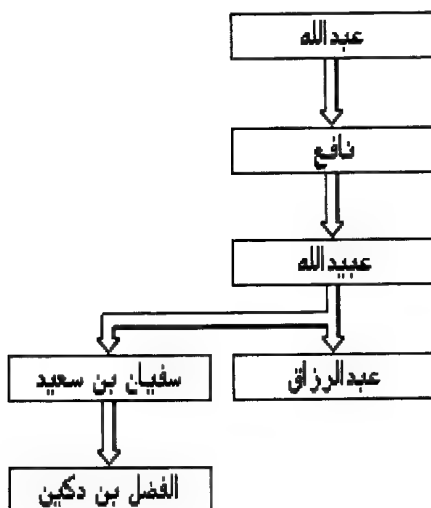 عبدالله
نافع
عبيدالله
عبدالرزاق
سفيان بن سعيد
الفضل بن دكين